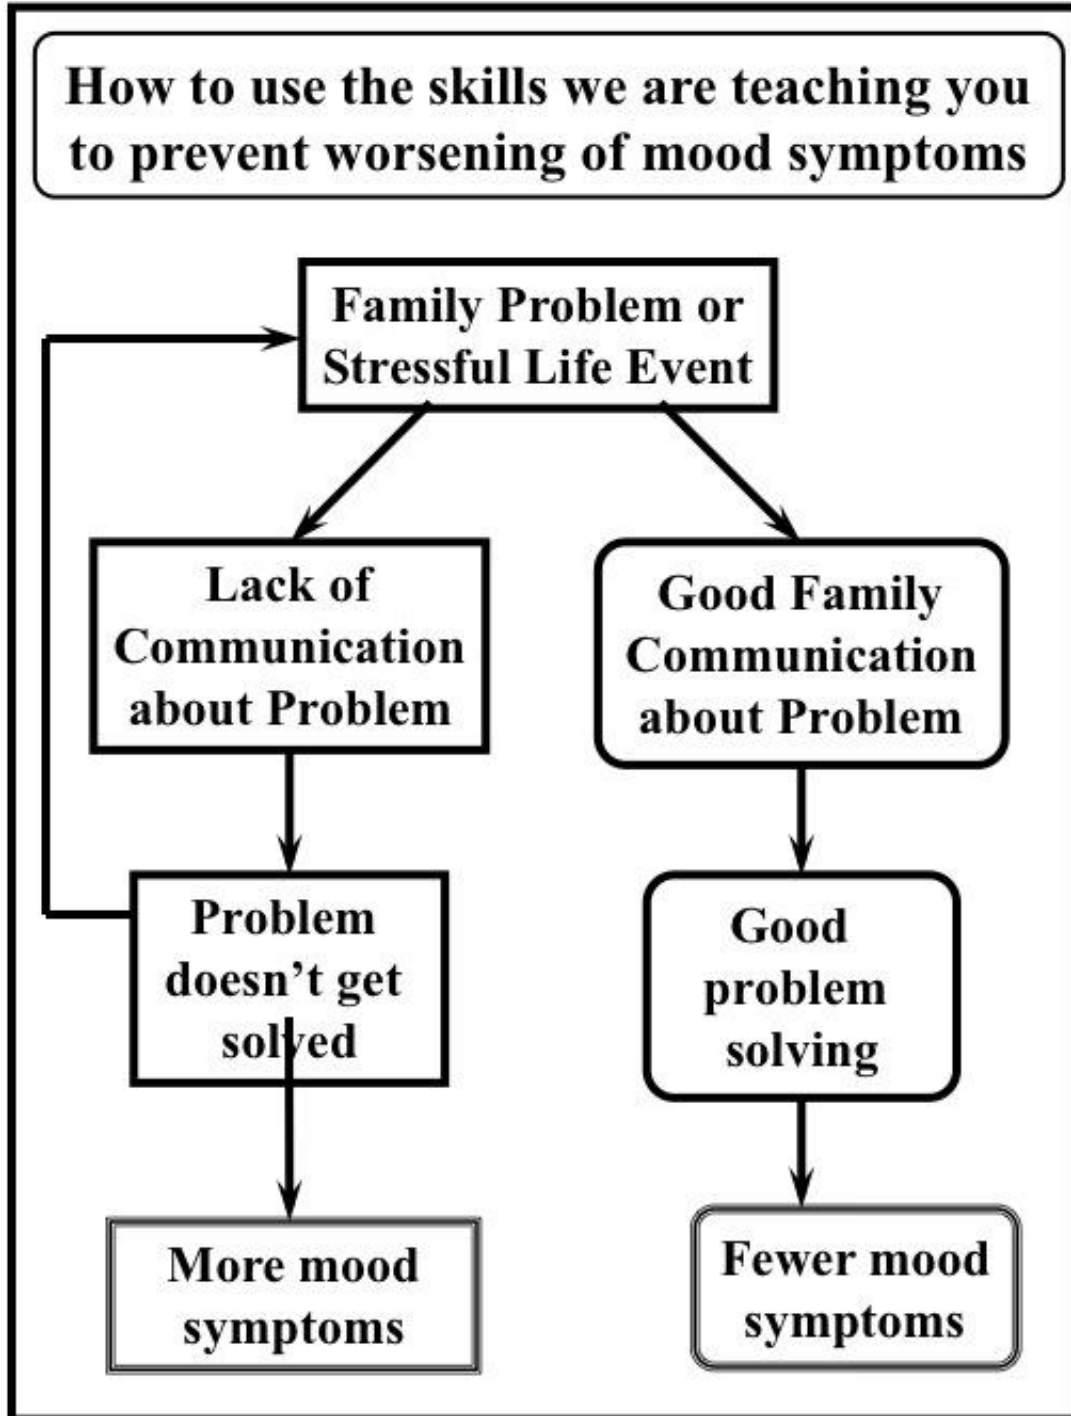 How to use the skills we are teaching you
to prevent worsening of mood symptoms
Family Problem or
Stressful Life Event
Lack of
Communication
about Problem
Good Family
Communication
about Problem
Problem
doesn’t get
solved
Good
problem
solving
More mood
symptoms
Fewer mood
symptoms